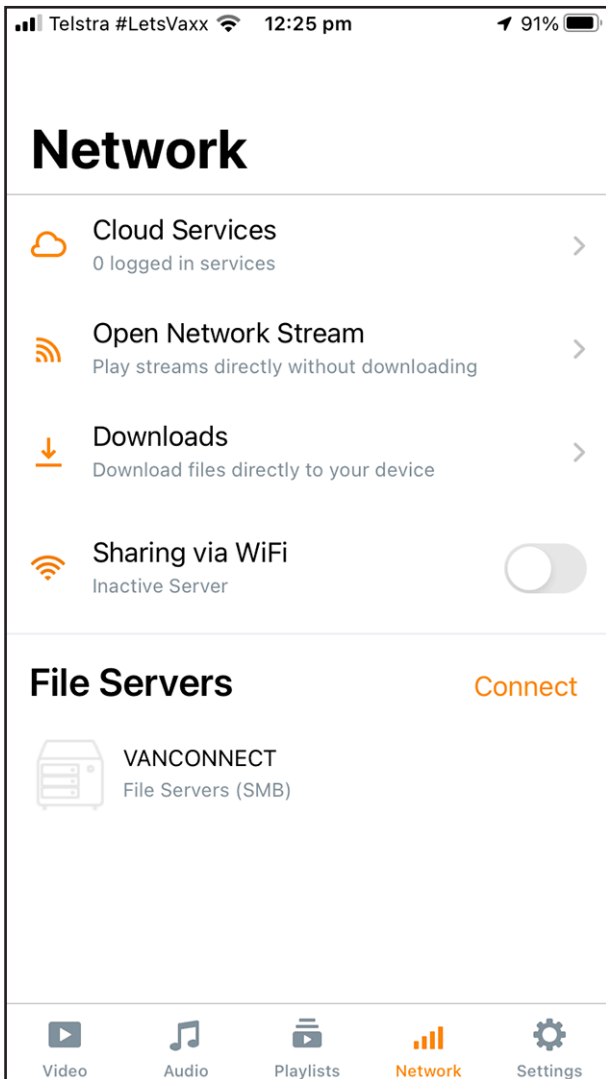 Telstra #LetsVaxx 12:25 pm 91%
Network
Cloud Services
0 logged in services
Open Network Stream
Play streams directly without downloading
Downloads
Download files directly to your device
Sharing via WiFi
Inactive Server
File Servers Connect
VANCONNECT
File Servers (SMB)
Video Audio Playlists Network Settings